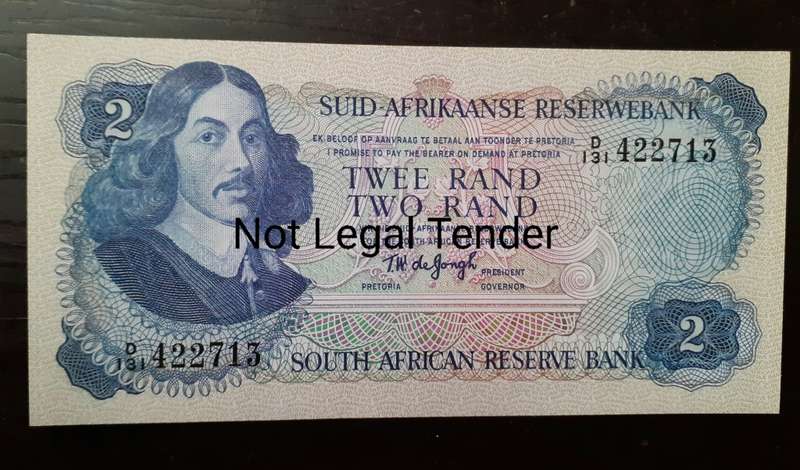 2
SUID-AFRIKAANSE RESERWEBANK
EK BELOOF OP AANVRAAG TE BETAAL AAN TOONDER TE PRETORIA
I PROMISE TO PAY THE BEARER ON DEMAND AT PRETORIA
D/131 422713
TWEE RAND
TWO RAND
Not Legal Tender
T.W. de Jongh
PRESIDENT
PRETORIA GOVERNOR
D/131 422713
SOUTH AFRICAN RESERVE BANK
2